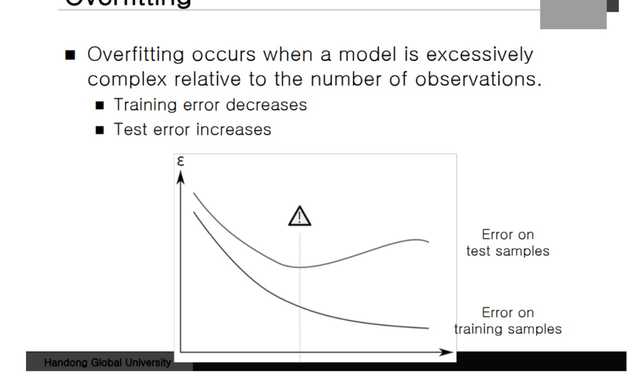 Overfitting
Overfitting occurs when a model is excessively
complex relative to the number of observations.
Training error decreases
Test error increases
ε
Error on
test samples
Error on
training samples
Handong Global University